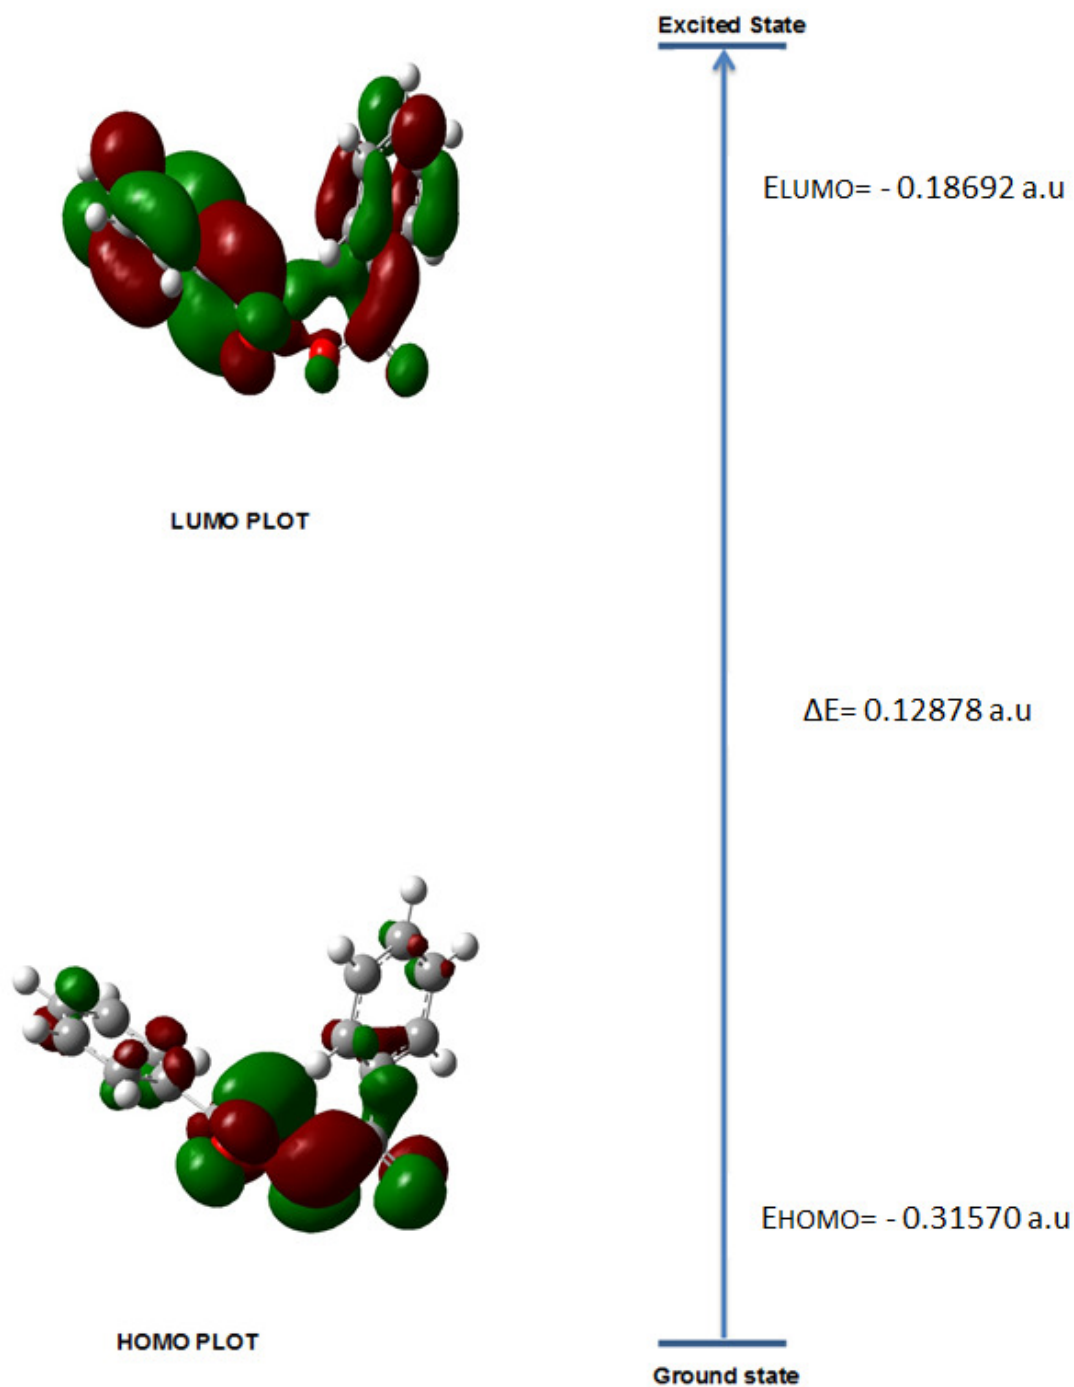 Excited State
ELUMO= - 0.18692 a.u
LUMO PLOT
ΔE= 0.12878 a.u
EHOMO= - 0.31570 a.u
HOMO PLOT
Ground state